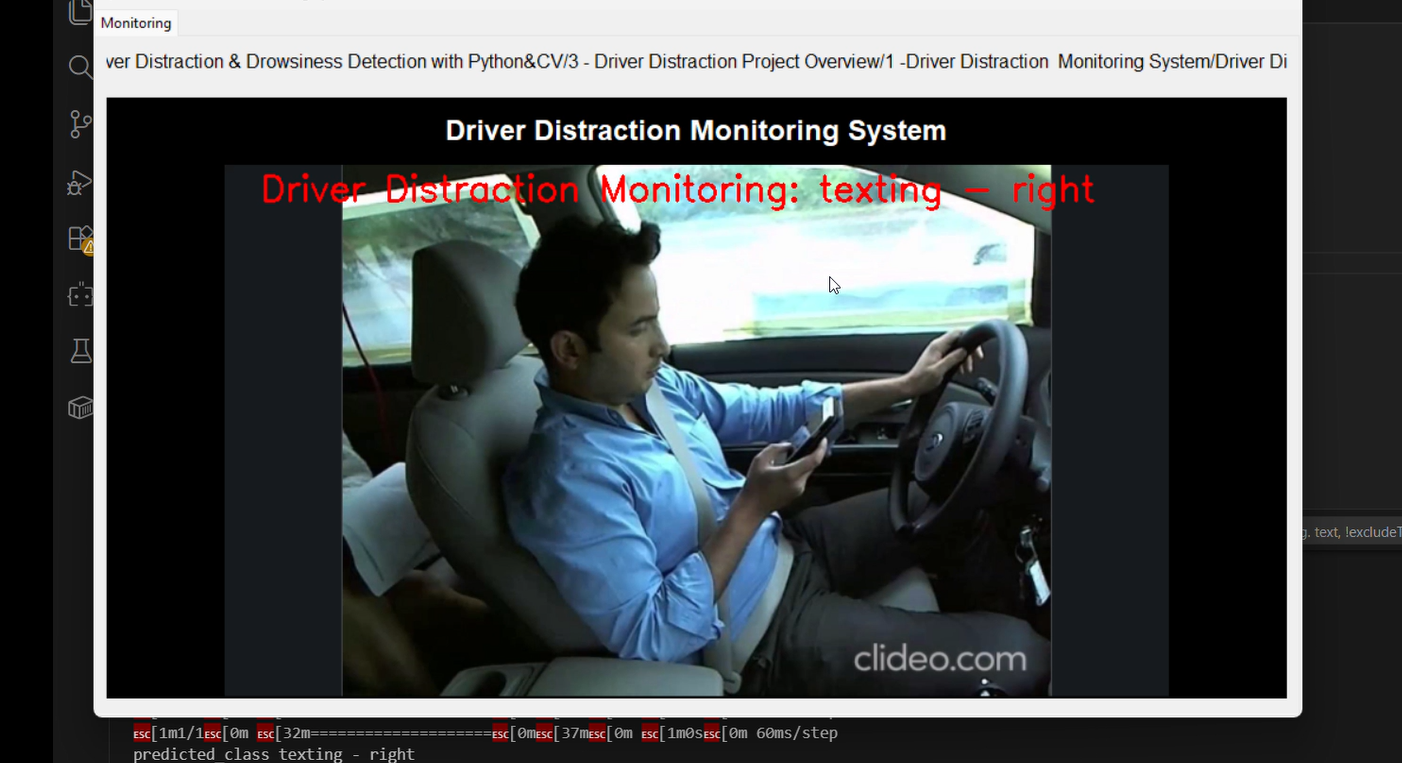 Monitoring
ver Distraction & Drowsiness Detection with Python&CV/3 - Driver Distraction Project Overview/1 -Driver Distraction  Monitoring System/Driver Di
Driver Distraction Monitoring System
Driver Distraction Monitoring: texting - right
g. text, !excludeT
clideo.com
ESC[1m1/1ESC[0m ESC[32m====================ESC[0mESC[37mESC[0m ESC[1m0sESC[0m 60ms/step
predicted_class texting - right